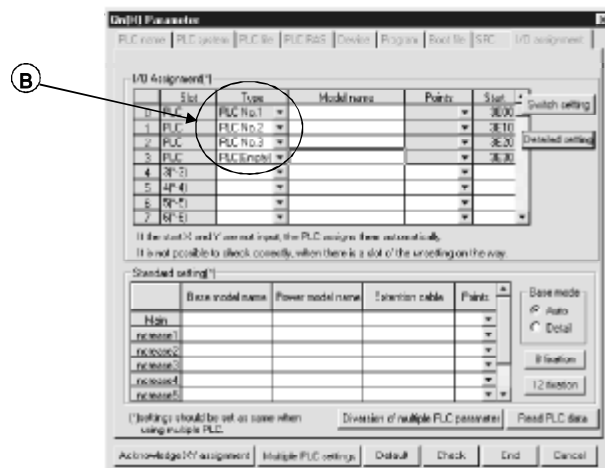 Qn(H) Parameter
PLC name PLC system PLC file PLC RAS Device Program Boot file SFC I/O assignment
B
I/O Assignment(*)
Slot Type Model name Points Start
0 PLC PLC No.1 3E00
1 PLC PLC No.2 3E10
2 PLC PLC No.3 3E20
3 PLC PLC(Empty) 3E30
4 3(*-3)
5 4(*-4)
6 5(*-5)
7 6(*-6)
Switch setting
Detailed setting
If the start X and Y are not input, the PLC assigns them automatically.
It is not possible to check correctly, when there is a slot of the unsetting on the way.
Standard setting(*)
Base model name Power model name Extention cable Points
Main
increase1
increase2
increase3
increase4
increase5
Base mode
Auto
Detail
8 fixation
12 fixation
(*)settings should be set as same when
using multiple PLC.
Diversion of multiple PLC parameter Read PLC data
Acknowledge XY assignment Multiple PLC settings Default Check End Cancel